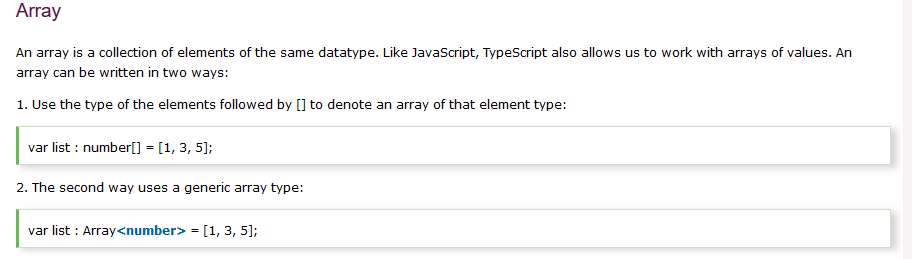 Array
An array is a collection of elements of the same datatype. Like JavaScript, TypeScript also allows us to work with arrays of values. An
array can be written in two ways:
1. Use the type of the elements followed by [] to denote an array of that element type:
var list : number[] = [1, 3, 5];
2. The second way uses a generic array type:
var list : Array<number> = [1, 3, 5];